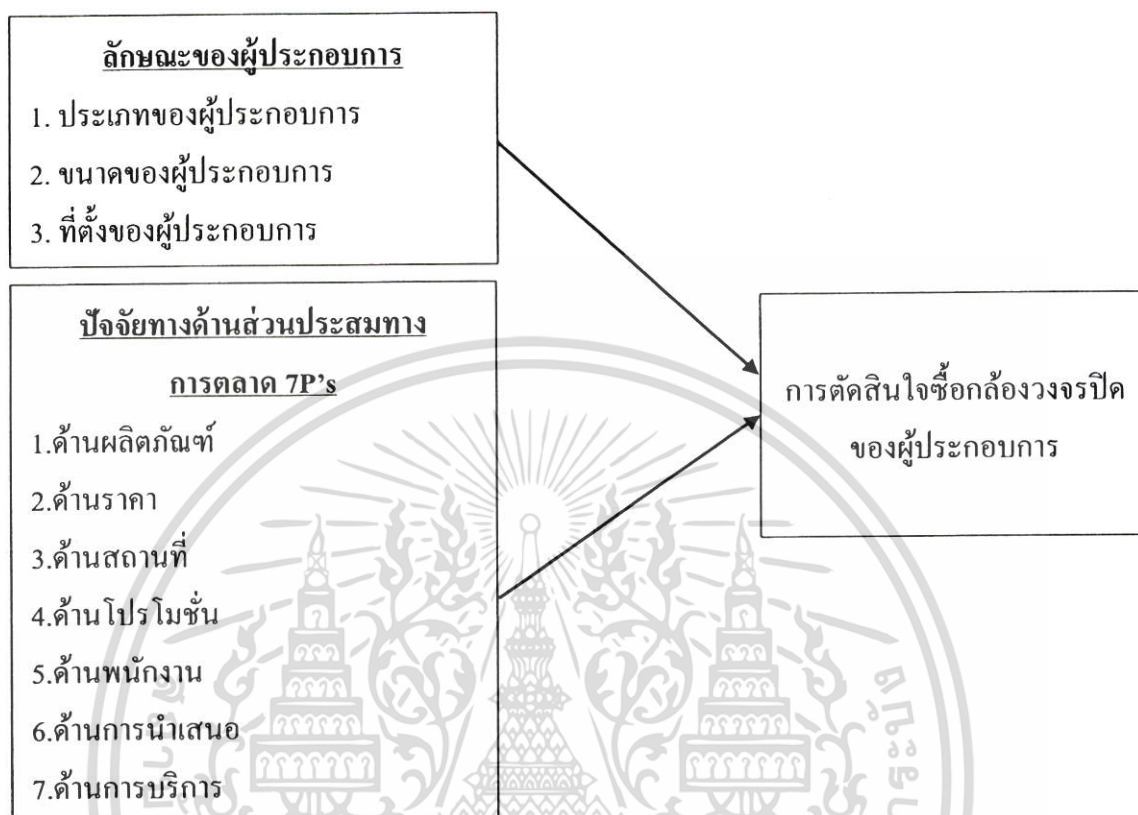 ลักษณะของผู้ประกอบการ
1. ประเภทของผู้ประกอบการ
2. ขนาดของผู้ประกอบการ
3. ที่ตั้งของผู้ประกอบการ
ปัจจัยทางด้านส่วนประสมทาง
การตลาด 7P's
1.ด้านผลิตภัณฑ์
2.ด้านราคา
3.ด้านสถานที่
4.ด้านโปรโมชั่น
5.ด้านพนักงาน
6.ด้านการนำเสนอ
7.ด้านการบริการ
การตัดสินใจซื้อกล้องวงจรปิด
ของผู้ประกอบการ